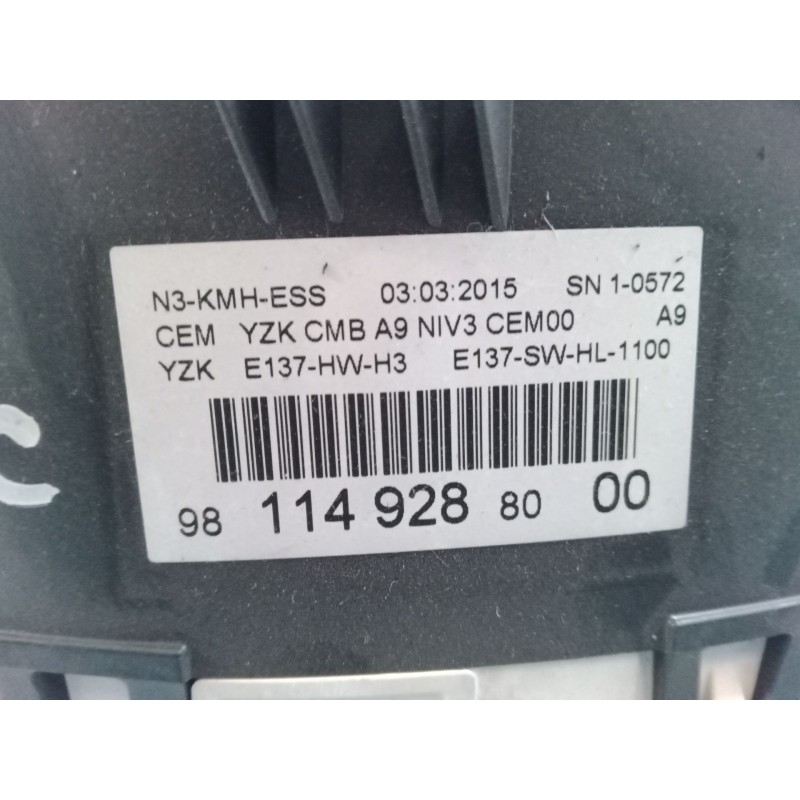 N3-KMH-ESS 03:03:2015 SN 1-0572
CEM YZK CMB A9 NIV3 CEM00 A9
YZK E137-HW-H3 E137-SW-HL-1100
98 114 928 80 00